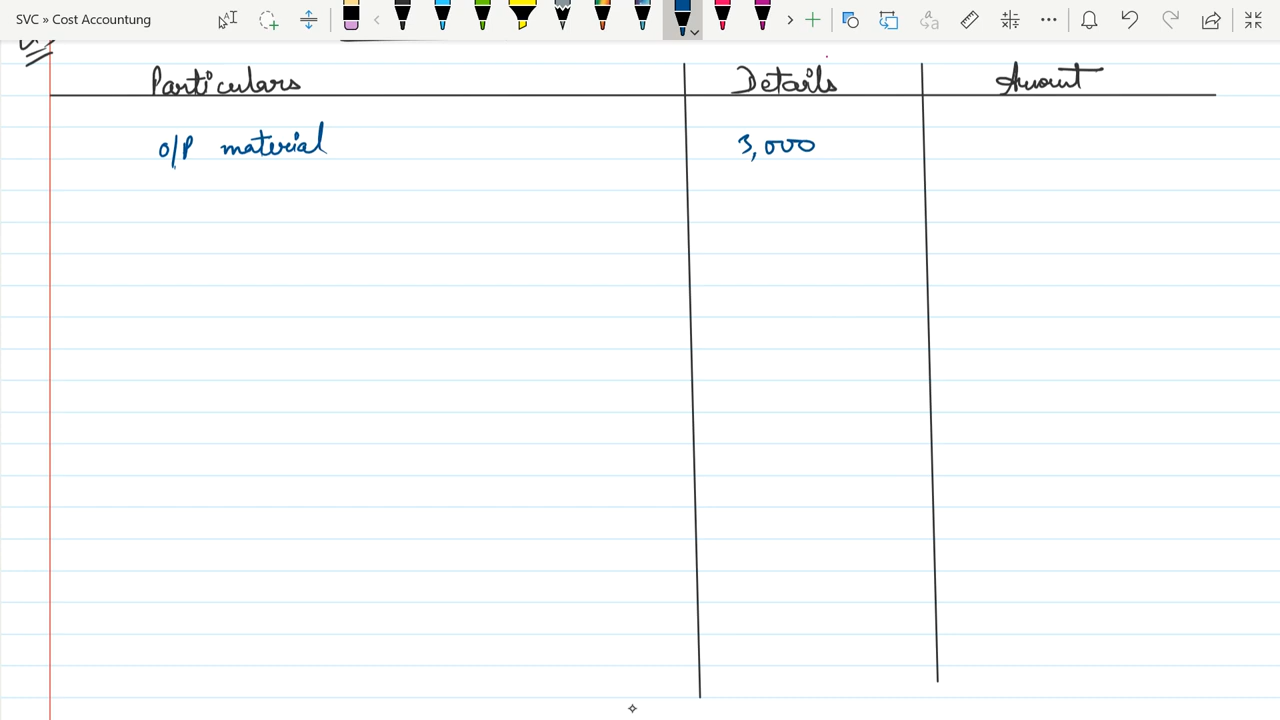 SVC » Cost Accountung
Particulars Details Amount
O/P material 3,000